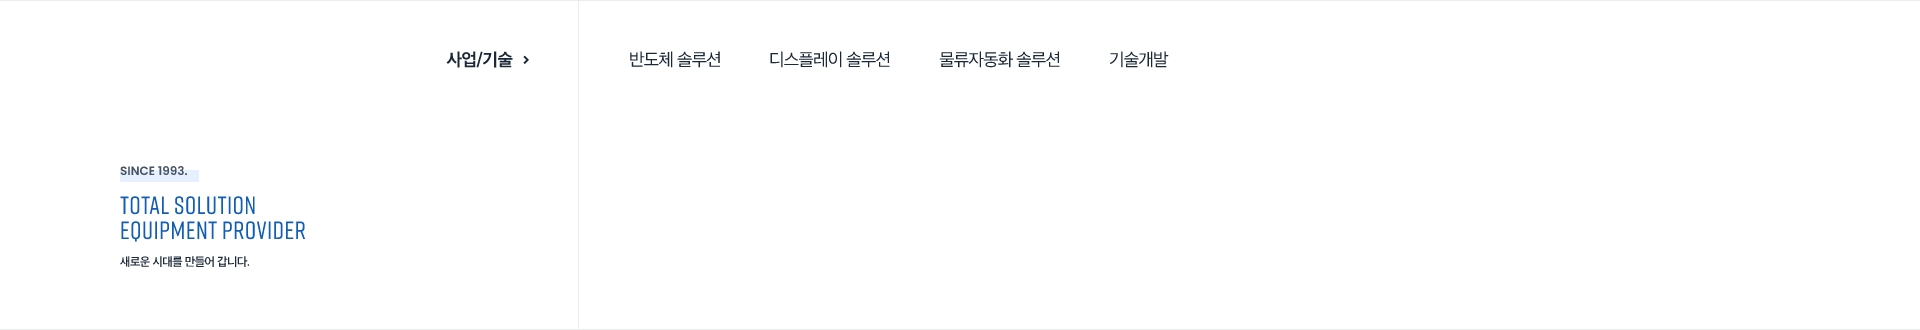 사업/기술
반도체 솔루션 디스플레이 솔루션 물류자동화 솔루션 기술개발
SINCE 1993.
TOTAL SOLUTION
EQUIPMENT PROVIDER
새로운 시대를 만들어 갑니다.